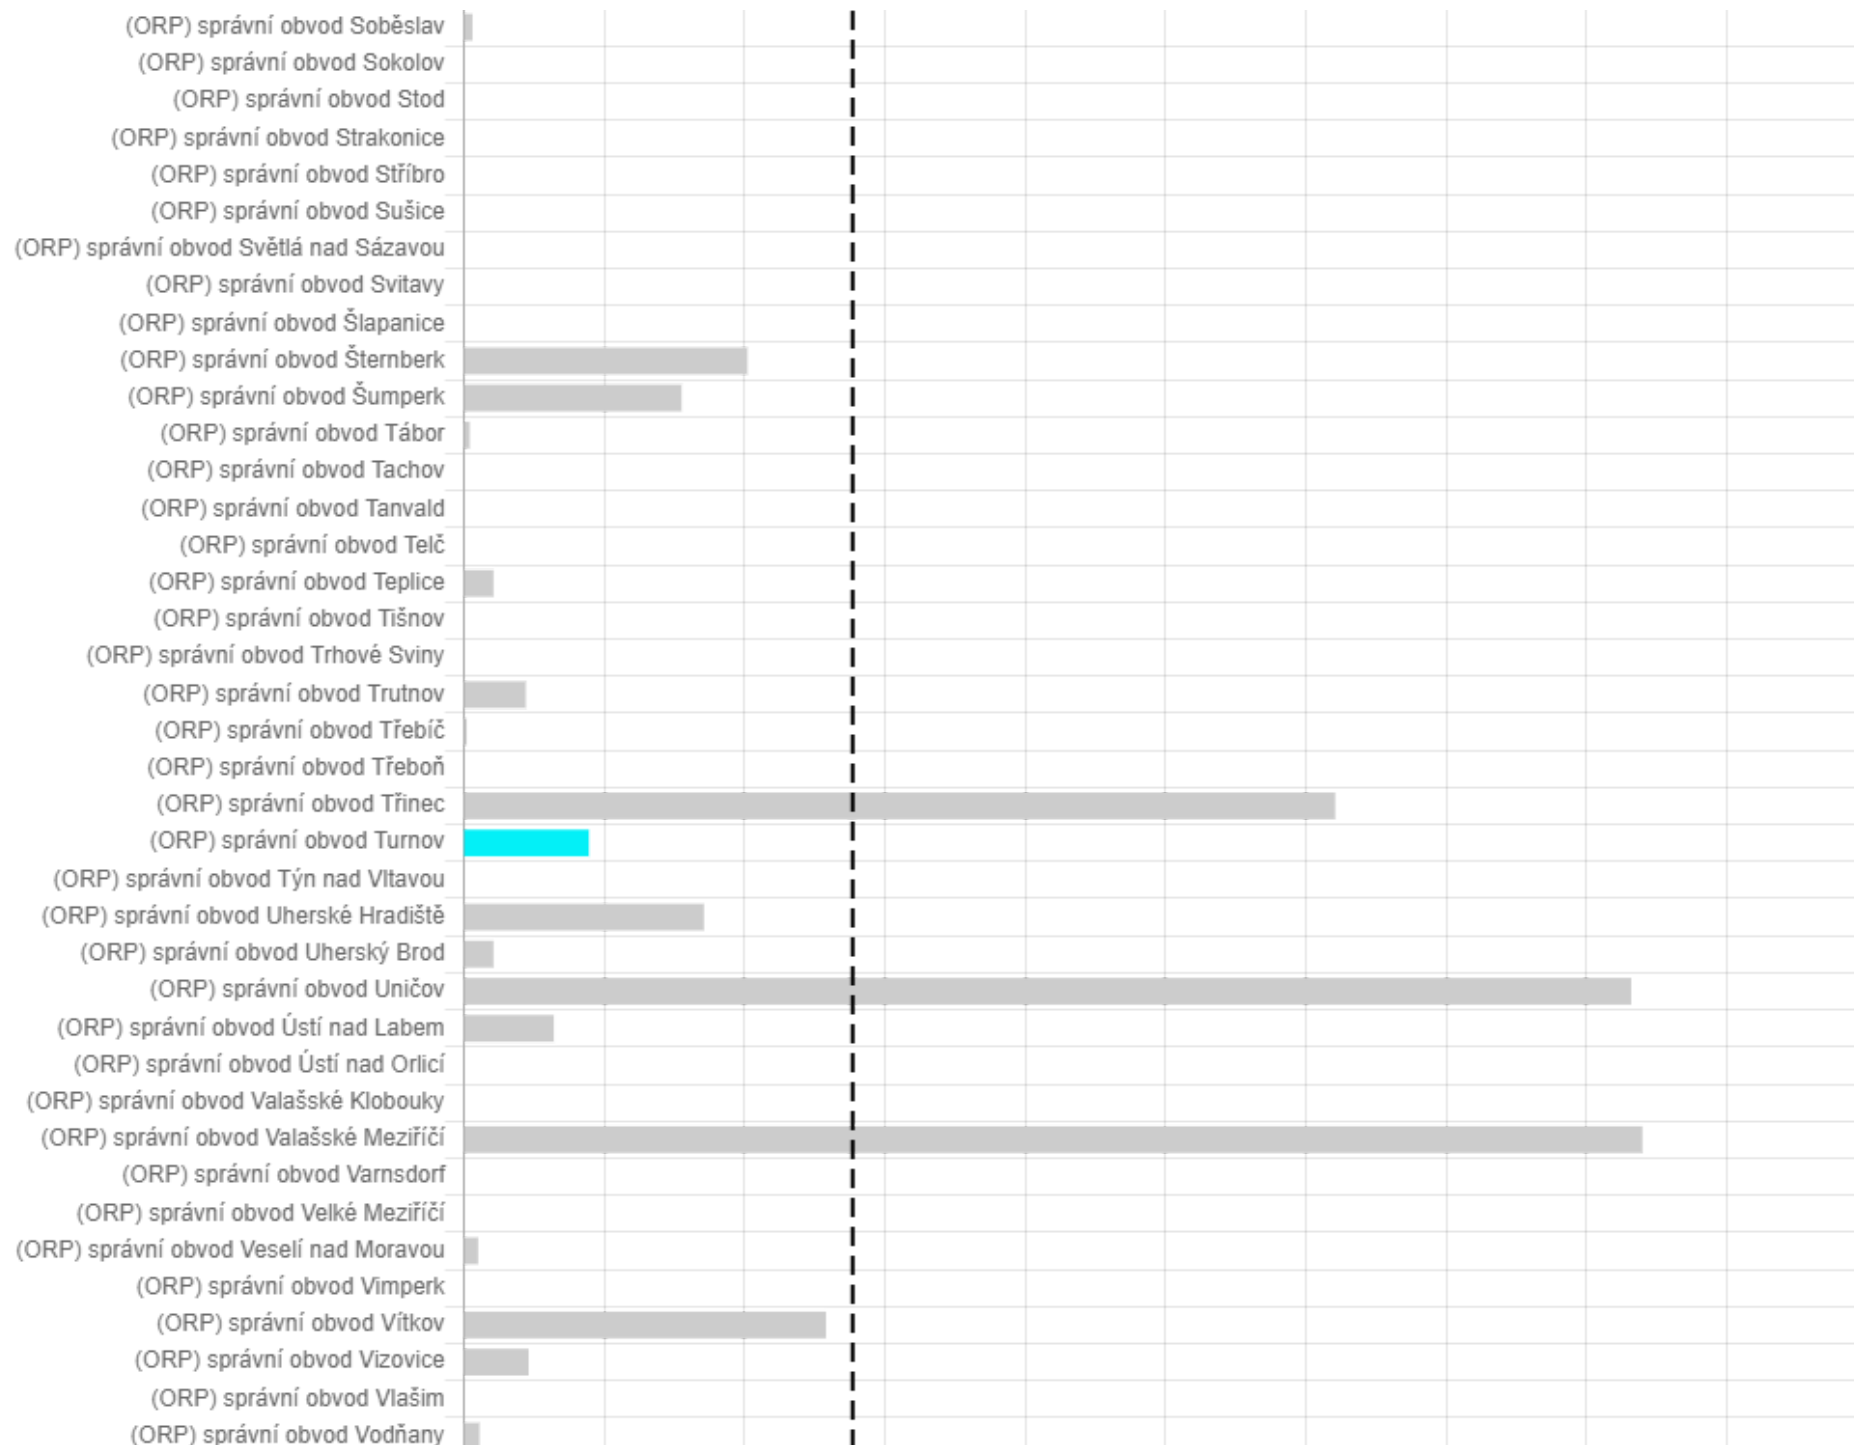 (ORP) správní obvod Soběslav
(ORP) správní obvod Sokolov
(ORP) správní obvod Stod
(ORP) správní obvod Strakonice
(ORP) správní obvod Stříbro
(ORP) správní obvod Sušice
(ORP) správní obvod Světlá nad Sázavou
(ORP) správní obvod Svitavy
(ORP) správní obvod Šlapanice
(ORP) správní obvod Šternberk
(ORP) správní obvod Šumperk
(ORP) správní obvod Tábor
(ORP) správní obvod Tachov
(ORP) správní obvod Tanvald
(ORP) správní obvod Telč
(ORP) správní obvod Teplice
(ORP) správní obvod Tišnov
(ORP) správní obvod Trhové Sviny
(ORP) správní obvod Trutnov
(ORP) správní obvod Třebíč
(ORP) správní obvod Třeboň
(ORP) správní obvod Třinec
(ORP) správní obvod Turnov
(ORP) správní obvod Týn nad Vltavou
(ORP) správní obvod Uherské Hradiště
(ORP) správní obvod Uherský Brod
(ORP) správní obvod Uničov
(ORP) správní obvod Ústí nad Labem
(ORP) správní obvod Ústí nad Orlicí
(ORP) správní obvod Valašské Klobouky
(ORP) správní obvod Valašské Meziříčí
(ORP) správní obvod Varnsdorf
(ORP) správní obvod Velké Meziříčí
(ORP) správní obvod Veselí nad Moravou
(ORP) správní obvod Vimperk
(ORP) správní obvod Vítkov
(ORP) správní obvod Vizovice
(ORP) správní obvod Vlašim
(ORP) správní obvod Vodňany